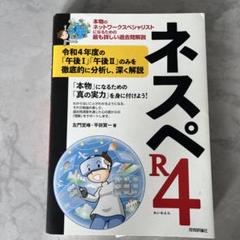 本物の
ネットワークスペシャリスト
になるための
最も詳しい過去問解説
令和4年度の
「午後Ⅰ」「午後Ⅱ」のみを
徹底的に分析し、深く解説
ネスペ
R4
れいわよん
「本物」になるための
「真の実力」を身に付けよう!
左門至峰・平田賀一 著
技術評論社